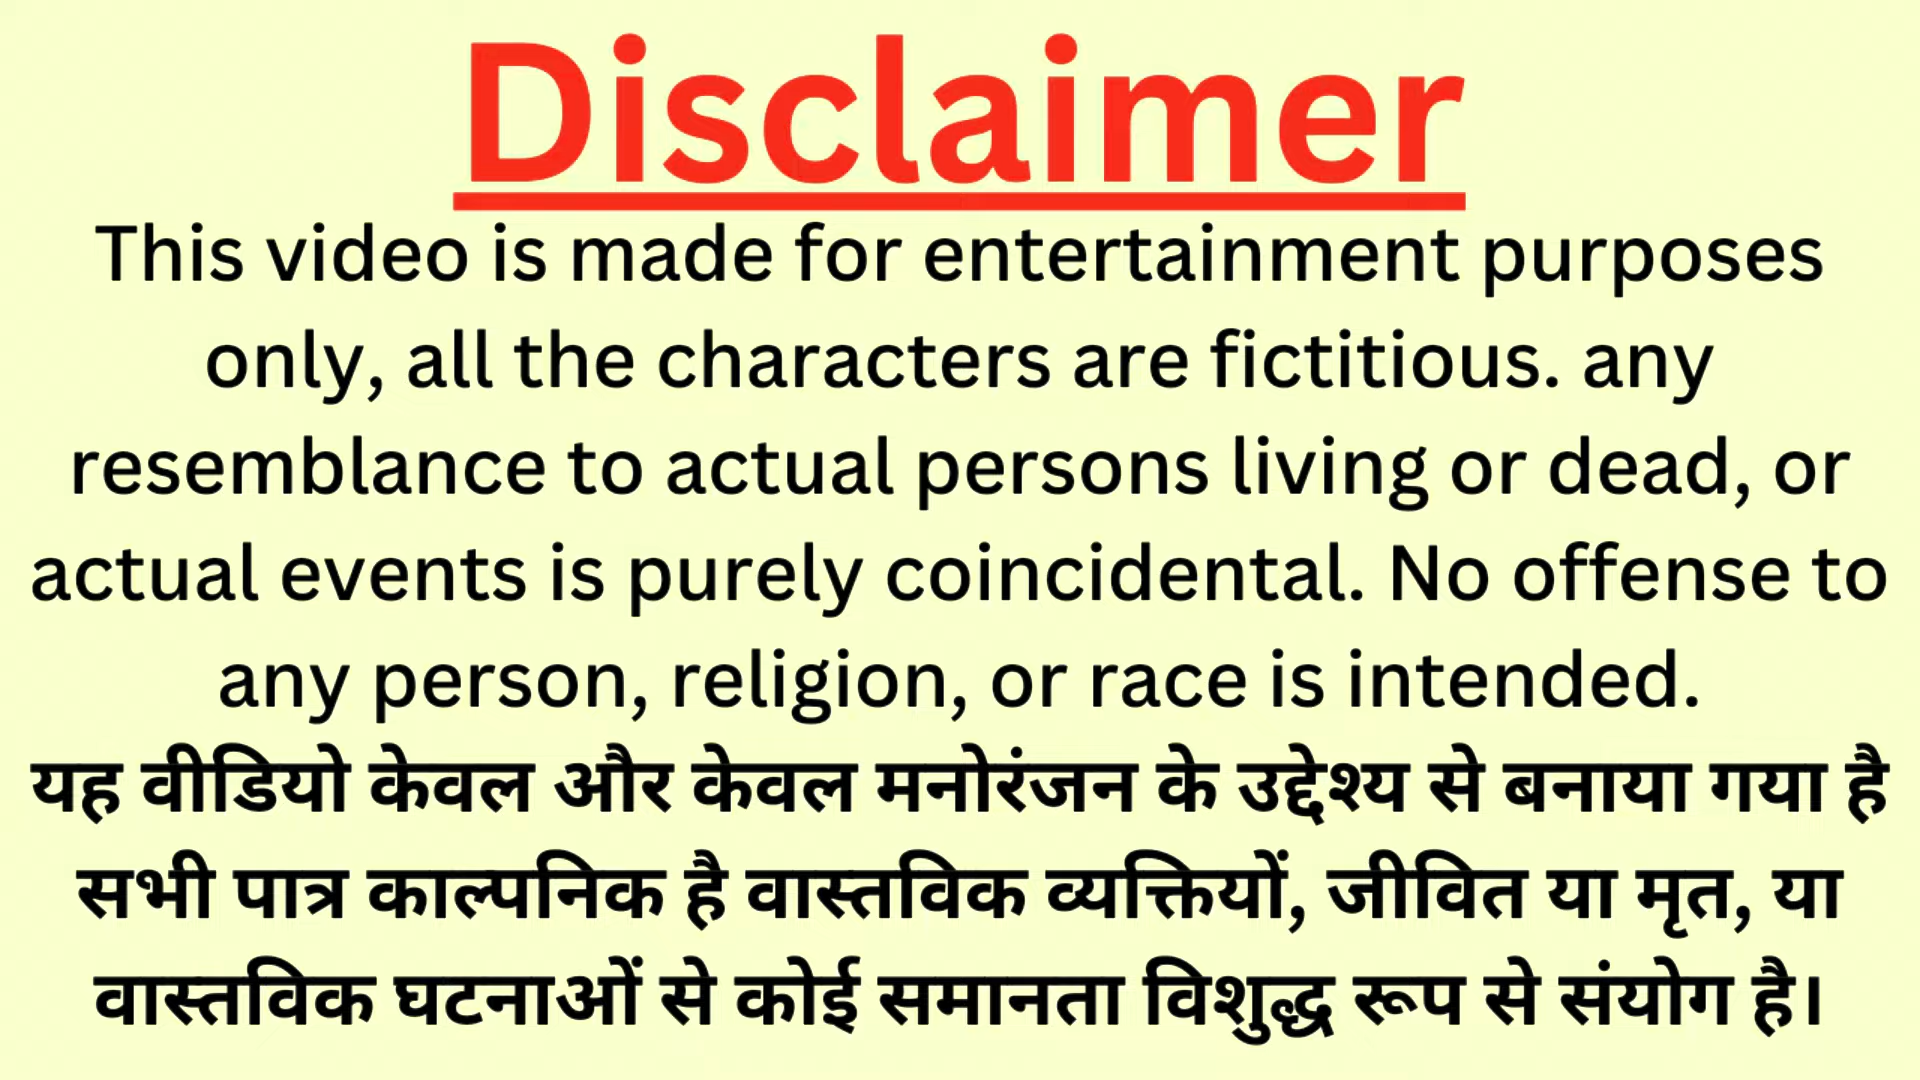 Disclaimer
This video is made for entertainment purposes
only, all the characters are fictitious. any
resemblance to actual persons living or dead, or
actual events is purely coincidental. No offense to
any person, religion, or race is intended.
यह वीडियो केवल और केवल मनोरंजन के उद्देश्य से बनाया गया है
सभी पात्र काल्पनिक है वास्तविक व्यक्तियों, जीवित या मृत, या
वास्तविक घटनाओं से कोई समानता विशुद्ध रूप से संयोग है।